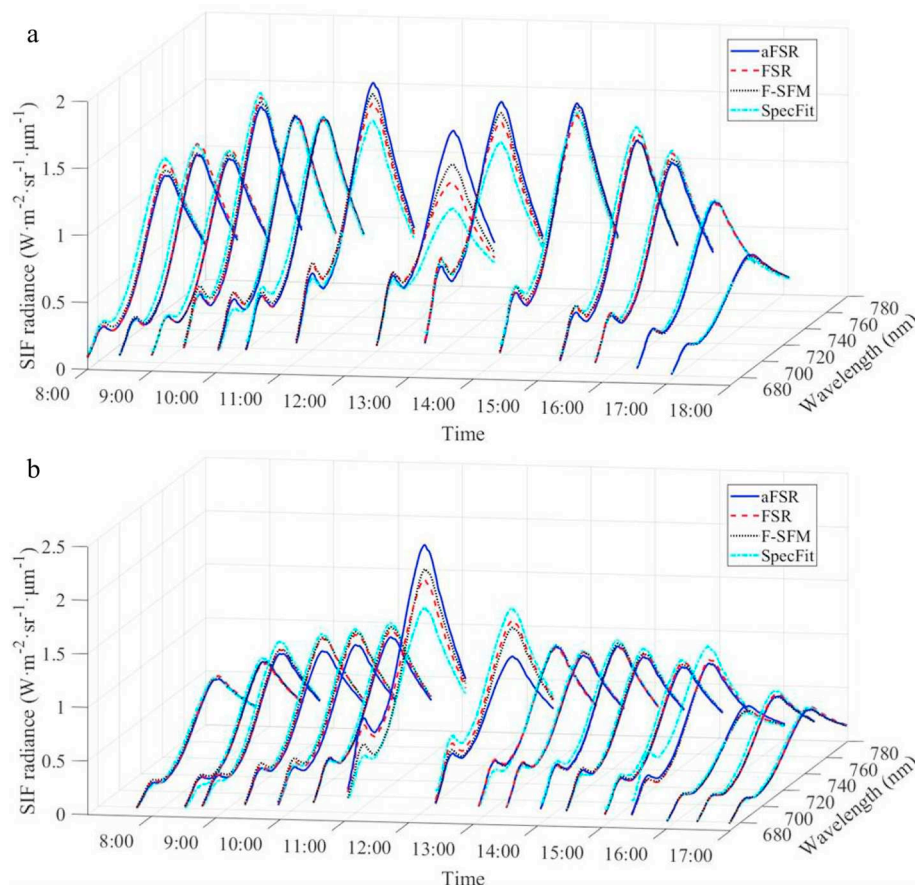 a
aFSR
FSR
F-SFM
SpecFit
SIF radiance (W·m⁻²·sr⁻¹·μm⁻¹)
2
1.5
1
0.5
0
8:00 9:00 10:00 11:00 12:00 13:00 14:00 15:00 16:00 17:00 18:00
Time
680 700 720 740 760 780
Wavelength (nm)
b
aFSR
FSR
F-SFM
SpecFit
SIF radiance (W·m⁻²·sr⁻¹·μm⁻¹)
2.5
2
1.5
1
0.5
0
8:00 9:00 10:00 11:00 12:00 13:00 14:00 15:00 16:00 17:00
Time
680 700 720 740 760 780
Wavelength (nm)